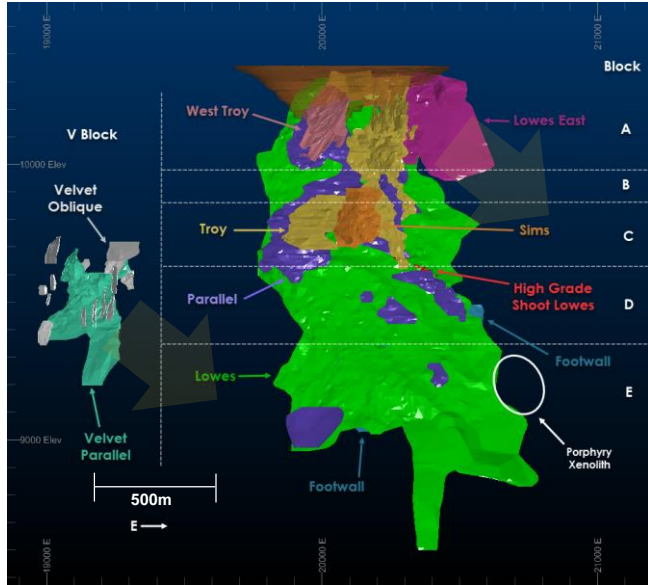 19000 E
20000 E
21000 E
Block
V Block
West Troy
Lowes East
A
10000 Elev
B
Velvet
Oblique
Troy
Sims
C
Parallel
High Grade
Shoot Lowes
D
Footwall
Lowes
E
9000 Elev
Velvet
Parallel
Porphyry
Xenolith
Footwall
500m
E
19000 E
20000 E
21000 E